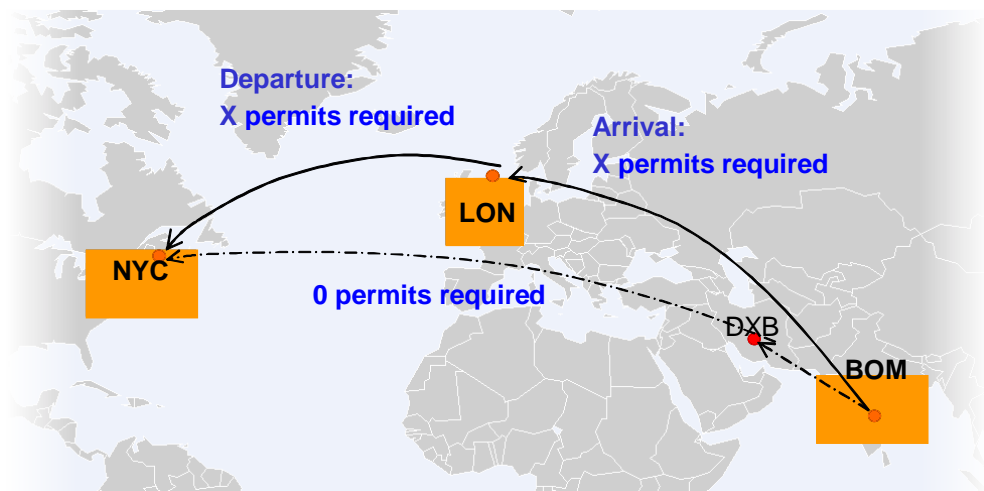 Departure:
X permits required
Arrival:
X permits required
LON
NYC
0 permits required
DXB
BOM